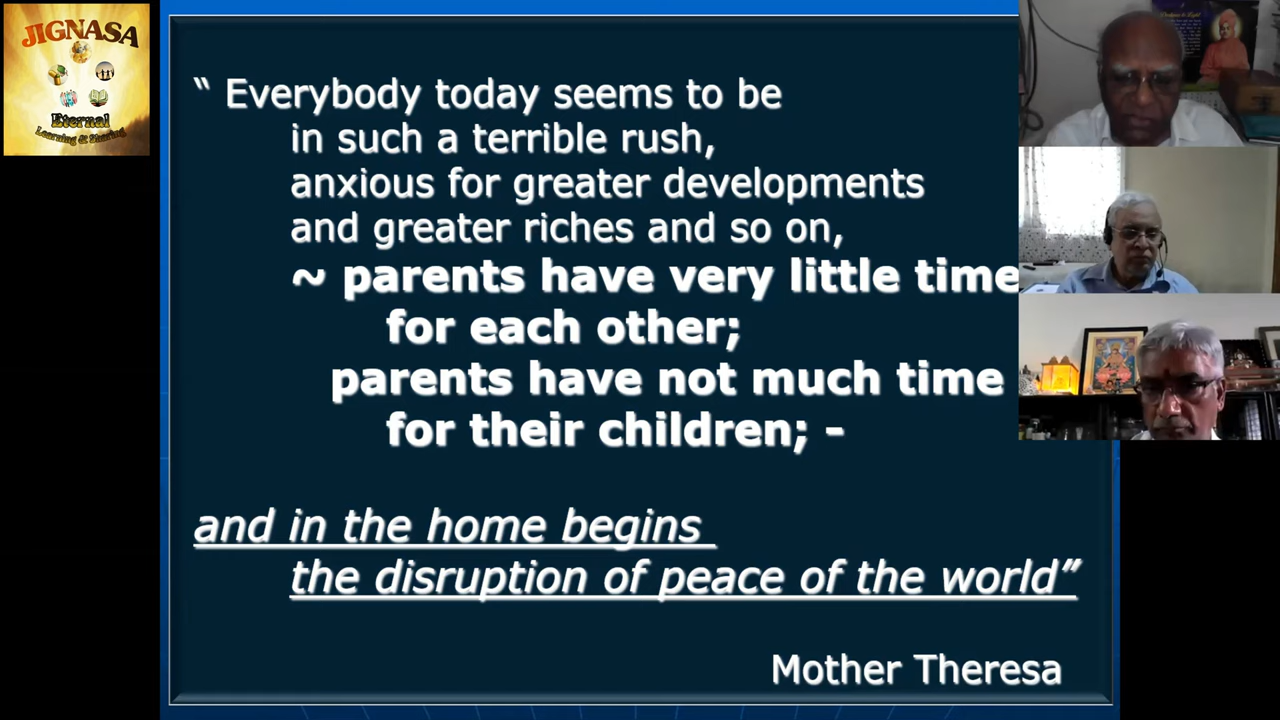 JIGNASA
Eternal
Learning & Sharing
“ Everybody today seems to be
in such a terrible rush,
anxious for greater developments
and greater riches and so on,
~ parents have very little time
for each other;
parents have not much time
for their children; -
and in the home begins
the disruption of peace of the world”
Mother Theresa